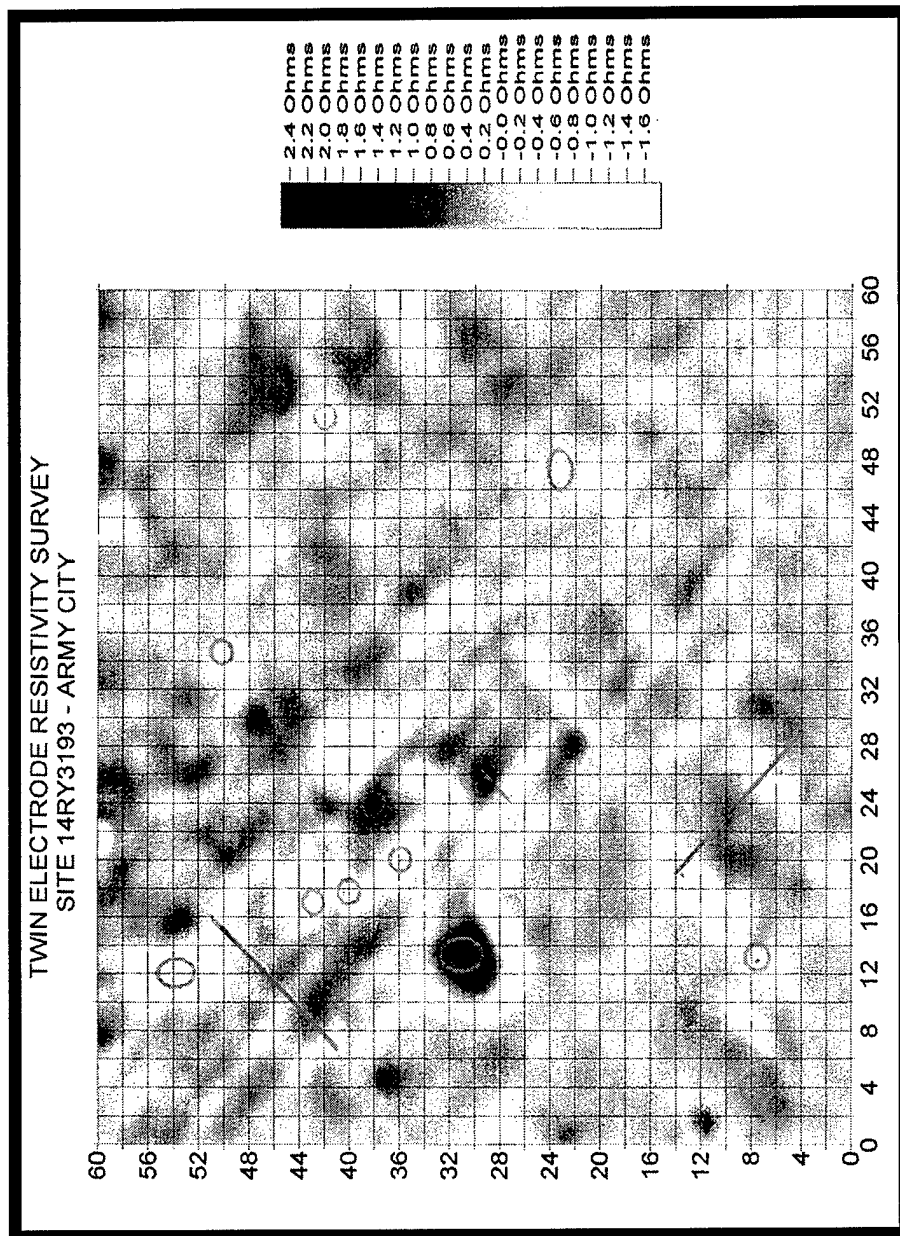 TWIN ELECTRODE RESISTIVITY SURVEY
SITE 14RY3193 - ARMY CITY
2.4 Ohms
2.2 Ohms
2.0 Ohms
1.8 Ohms
1.6 Ohms
1.4 Ohms
1.2 Ohms
1.0 Ohms
0.8 Ohms
0.6 Ohms
0.4 Ohms
0.2 Ohms
-0.0 Ohms
-0.2 Ohms
-0.4 Ohms
-0.6 Ohms
-0.8 Ohms
-1.0 Ohms
-1.2 Ohms
-1.4 Ohms
-1.6 Ohms
60
56
52
48
44
40
36
32
28
24
20
16
12
8
4
0
0
4
8
12
16
20
24
28
32
36
40
44
48
52
56
60